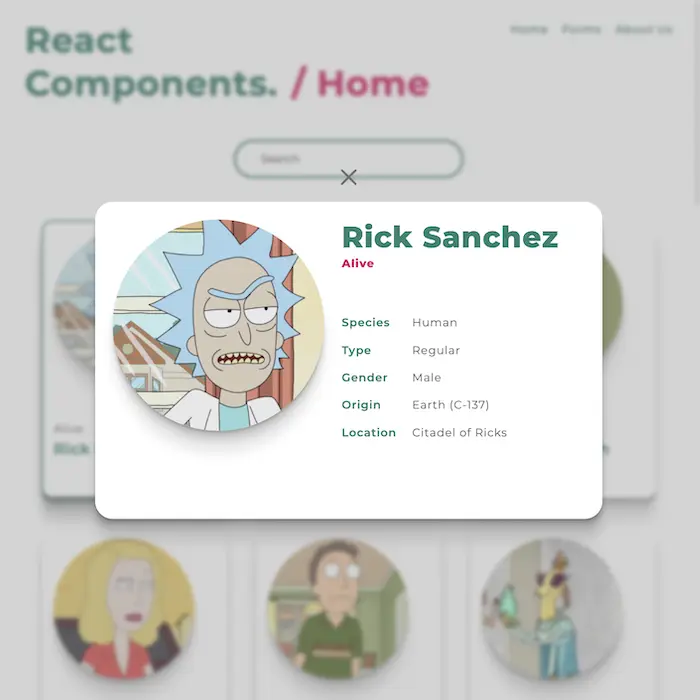 React
Components. / Home
Home Forms About Us
Search
Rick Sanchez
Alive
Species Human
Type Regular
Gender Male
Origin Earth (C-137)
Location Citadel of Ricks
Alive
Rick